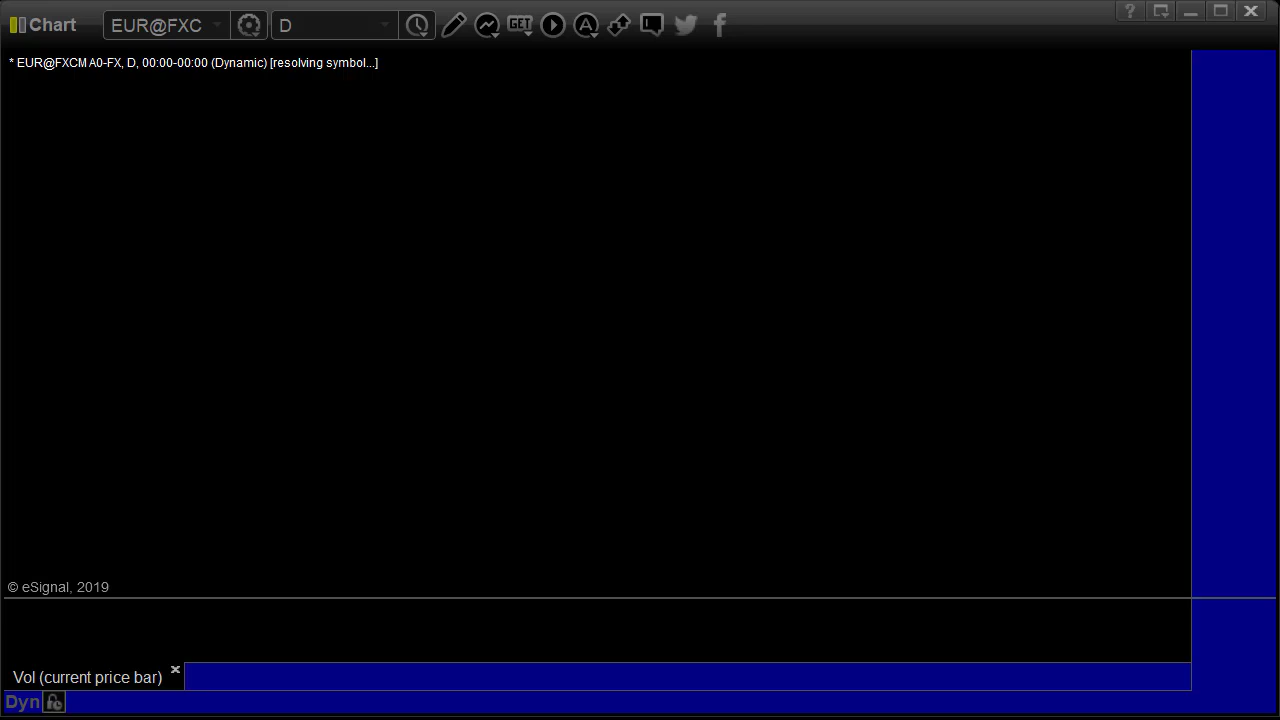 Chart EUR@FXC D GET A ?
* EUR@FXCM A0-FX, D, 00:00-00:00 (Dynamic) [resolving symbol...]
© eSignal, 2019
Vol (current price bar)
Dyn